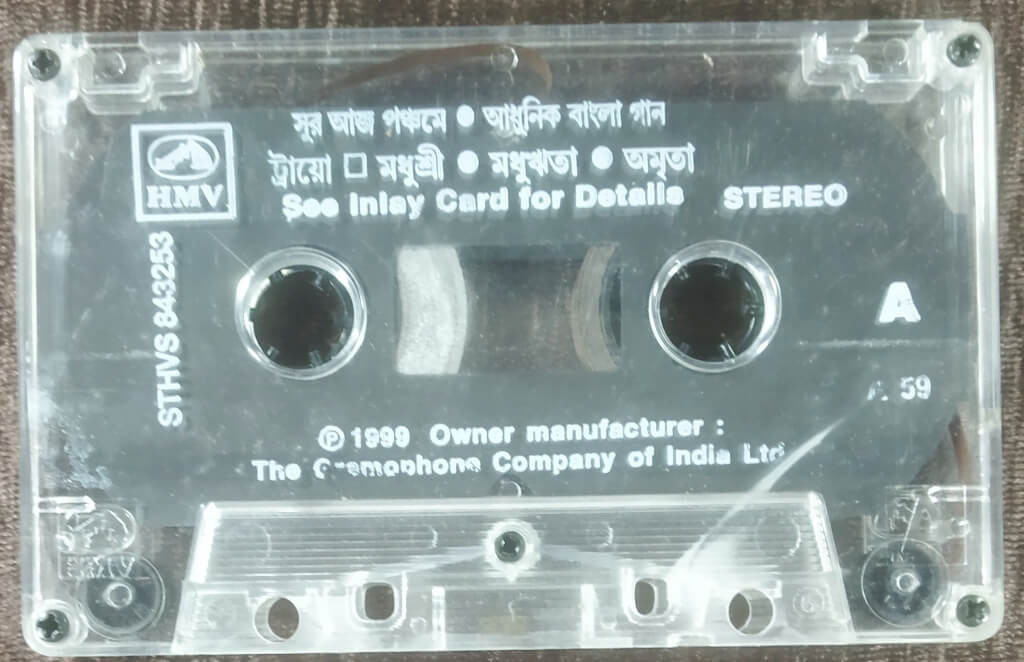 সুর আজ পঞ্চমে ● আধুনিক বাংলা গান
ট্রায়ো □ মধুশ্রী ● মধুঋতা ● অমৃতা
HMV
See Inlay Card for Details
STEREO
STHVS 843253
A
59
℗ 1999 Owner manufacturer :
The Gramophone Company of India Ltd.